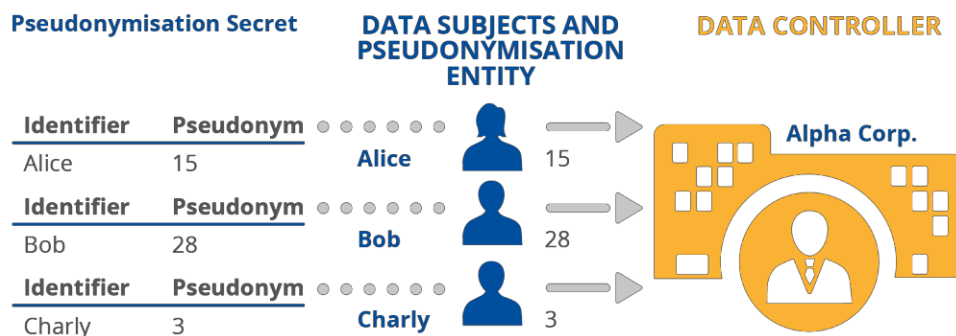 Pseudonymisation Secret
DATA SUBJECTS AND
PSEUDONYMISATION
ENTITY
DATA CONTROLLER
Identifier Pseudonym
Alice 15
Alice
15
Identifier Pseudonym
Bob 28
Bob
28
Identifier Pseudonym
Charly 3
Charly
3
Alpha Corp.